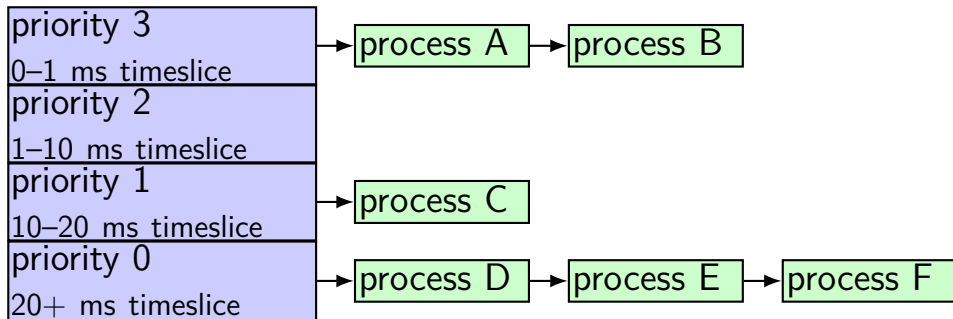 priority 3
0–1 ms timeslice
process A
process B
priority 2
1–10 ms timeslice
priority 1
10–20 ms timeslice
process C
priority 0
20+ ms timeslice
process D
process E
process F